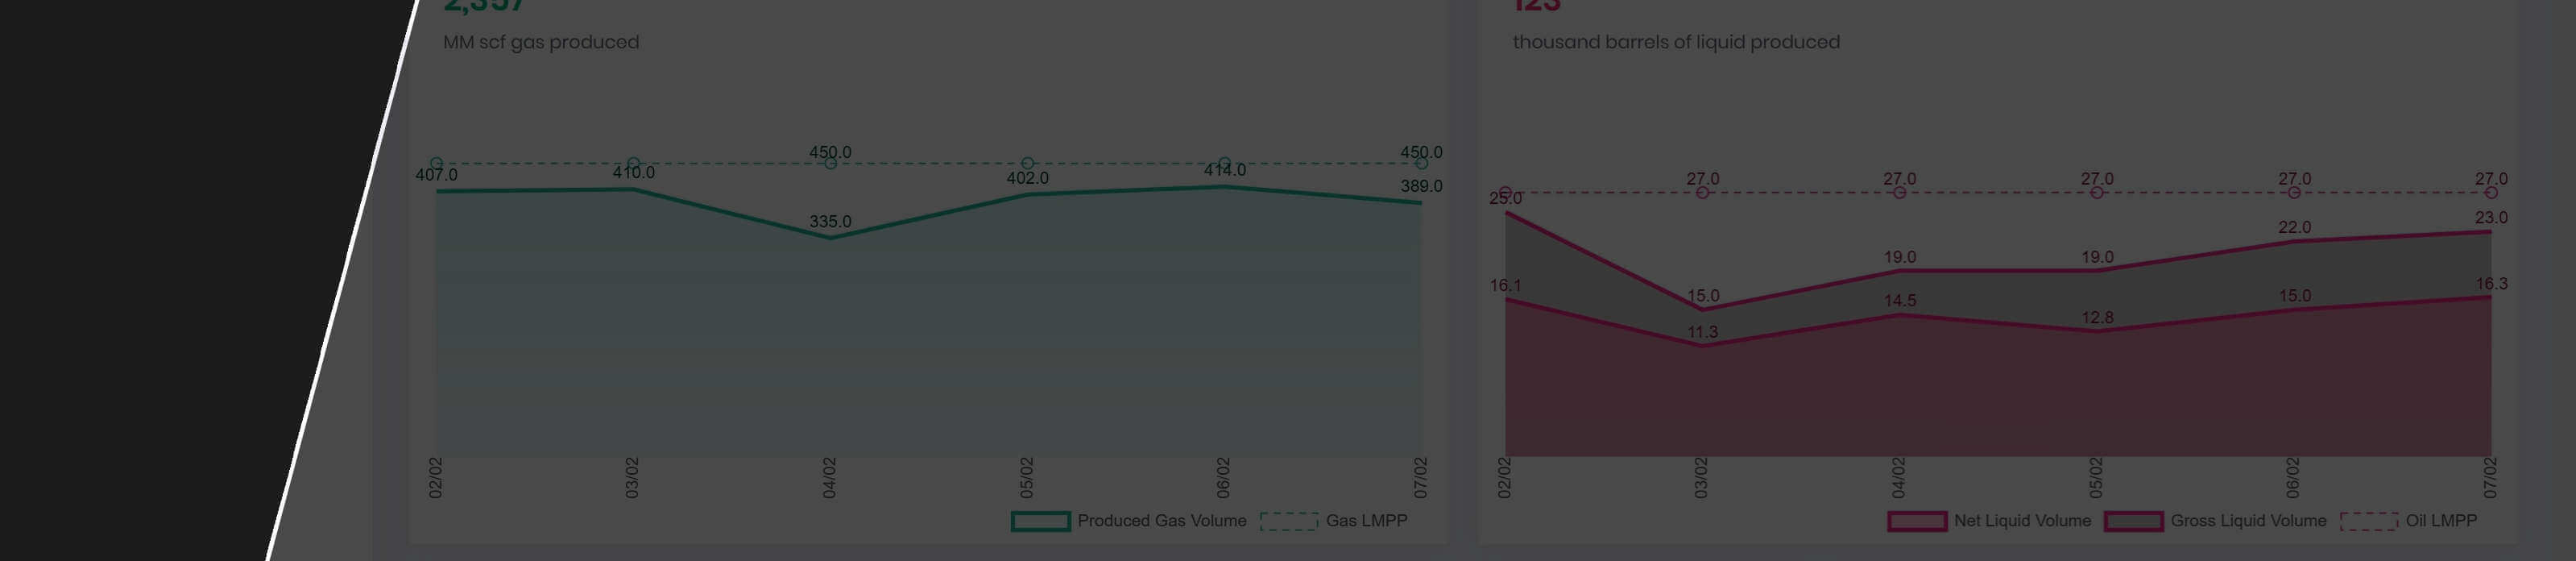 2,357
123
MM scf gas produced
thousand barrels of liquid produced
450.0 450.0
407.0 410.0 402.0 414.0 389.0
335.0
02/02 03/02 04/02 05/02 06/02 07/02
Produced Gas Volume Gas LMPP
27.0 27.0 27.0 27.0 27.0
25.0 15.0 19.0 19.0 22.0 23.0
16.1 11.3 14.5 12.8 15.0 16.3
02/02 03/02 04/02 05/02 06/02 07/02
Net Liquid Volume Gross Liquid Volume Oil LMPP